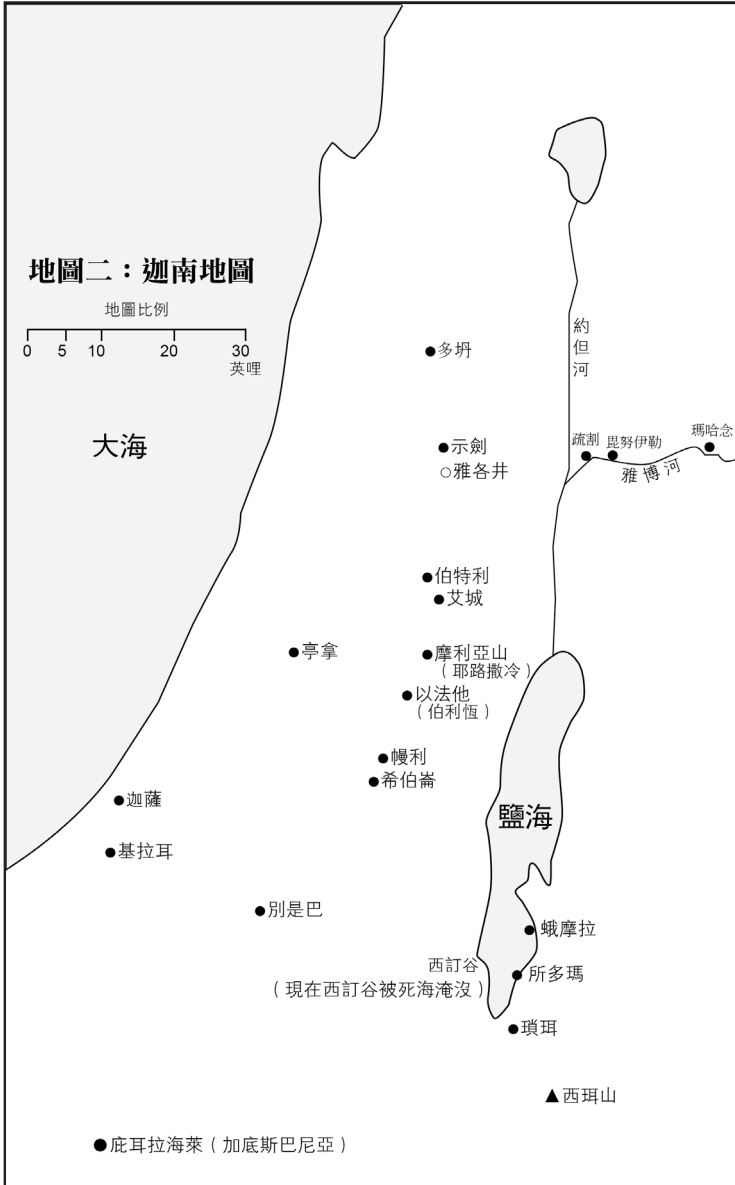 地圖二：迦南地圖
地圖比例
0 5 10 20 30
英哩
大海
約但河
多坍
示劍
雅各井
疏割
毘努伊勒
瑪哈念
雅博河
伯特利
艾城
亭拿
摩利亞山
（耶路撒冷）
以法他
（伯利恆）
幔利
希伯崙
迦薩
鹽海
基拉耳
別是巴
蛾摩拉
西訂谷
所多瑪
（現在西訂谷被死海淹沒）
瑣珥
西珥山
庇耳拉海萊（加底斯巴尼亞）